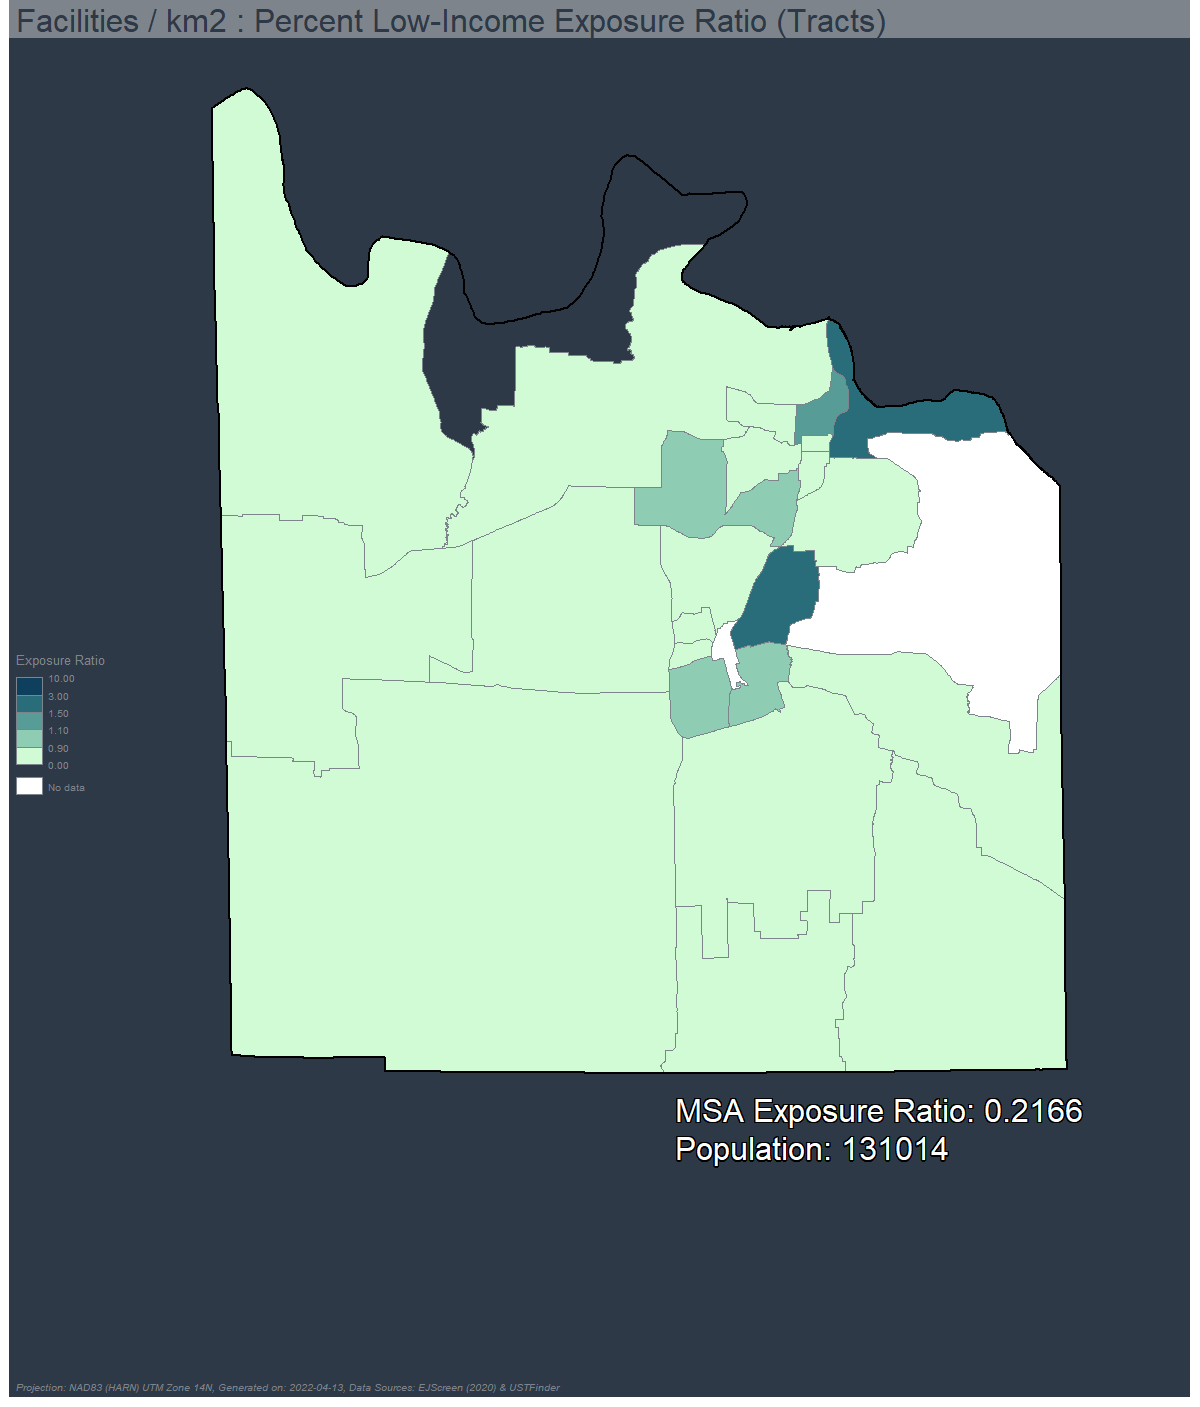 Facilities / km2 : Percent Low-Income Exposure Ratio (Tracts)
Exposure Ratio
10.00
3.00
1.50
1.10
0.90
0.00
No data
MSA Exposure Ratio: 0.2166
Population: 131014
Projection: NAD83 (HARN) UTM Zone 14N, Generated on: 2022-04-13, Data Sources: EJScreen (2020) & USTFinder